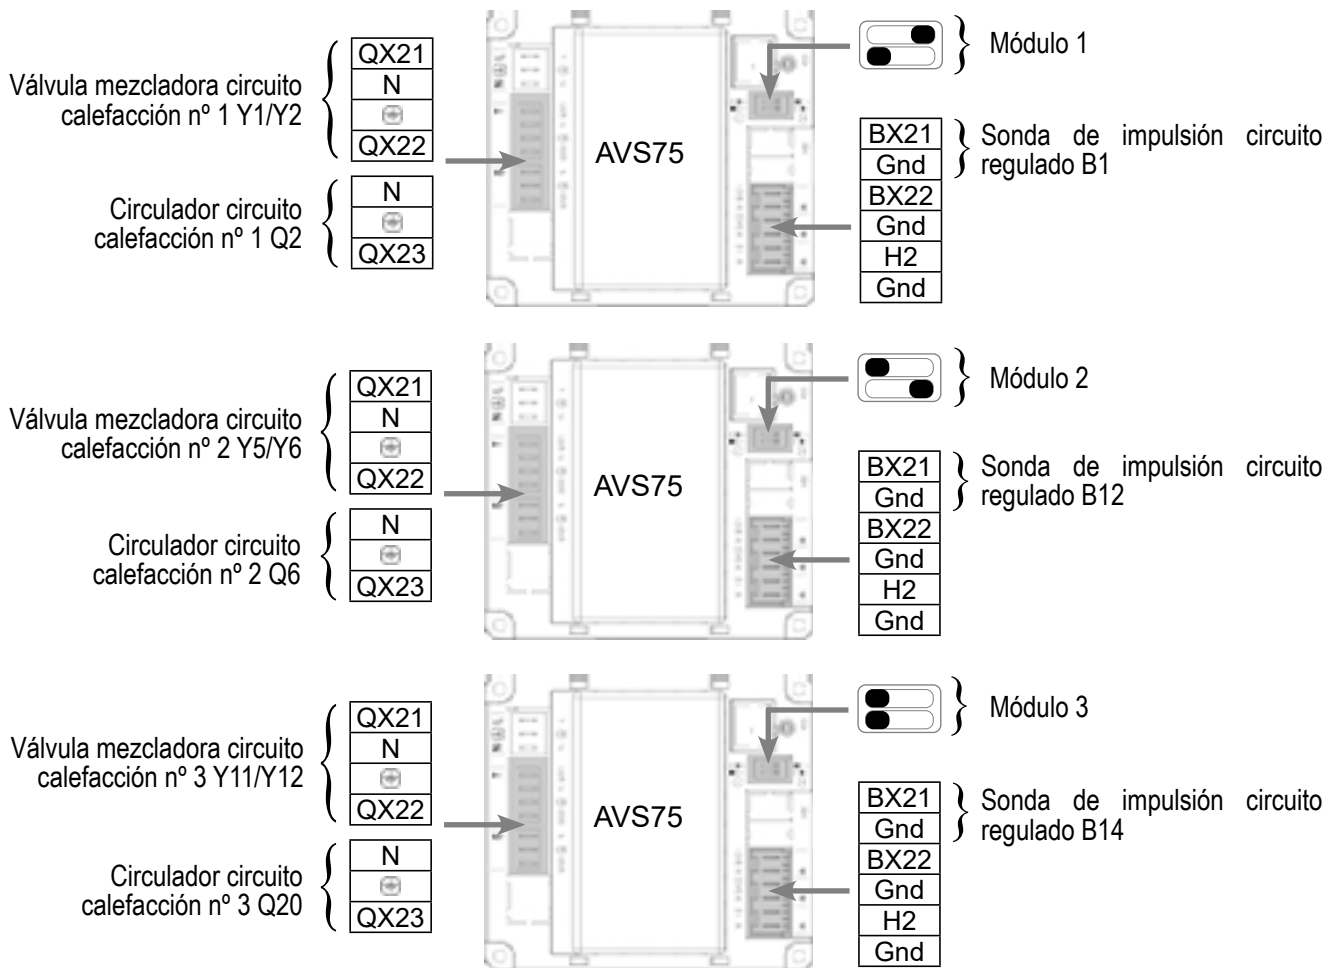 QX21
N
QX22
Válvula mezcladora circuito
calefacción nº 1 Y1/Y2
N
QX23
Circulador circuito
calefacción nº 1 Q2
AVS75
Módulo 1
BX21
Gnd
BX22
Gnd
H2
Gnd
Sonda de impulsión circuito
regulado B1
QX21
N
QX22
Válvula mezcladora circuito
calefacción nº 2 Y5/Y6
N
QX23
Circulador circuito
calefacción nº 2 Q6
AVS75
Módulo 2
BX21
Gnd
BX22
Gnd
H2
Gnd
Sonda de impulsión circuito
regulado B12
QX21
N
QX22
Válvula mezcladora circuito
calefacción nº 3 Y11/Y12
N
QX23
Circulador circuito
calefacción nº 3 Q20
AVS75
Módulo 3
BX21
Gnd
BX22
Gnd
H2
Gnd
Sonda de impulsión circuito
regulado B14